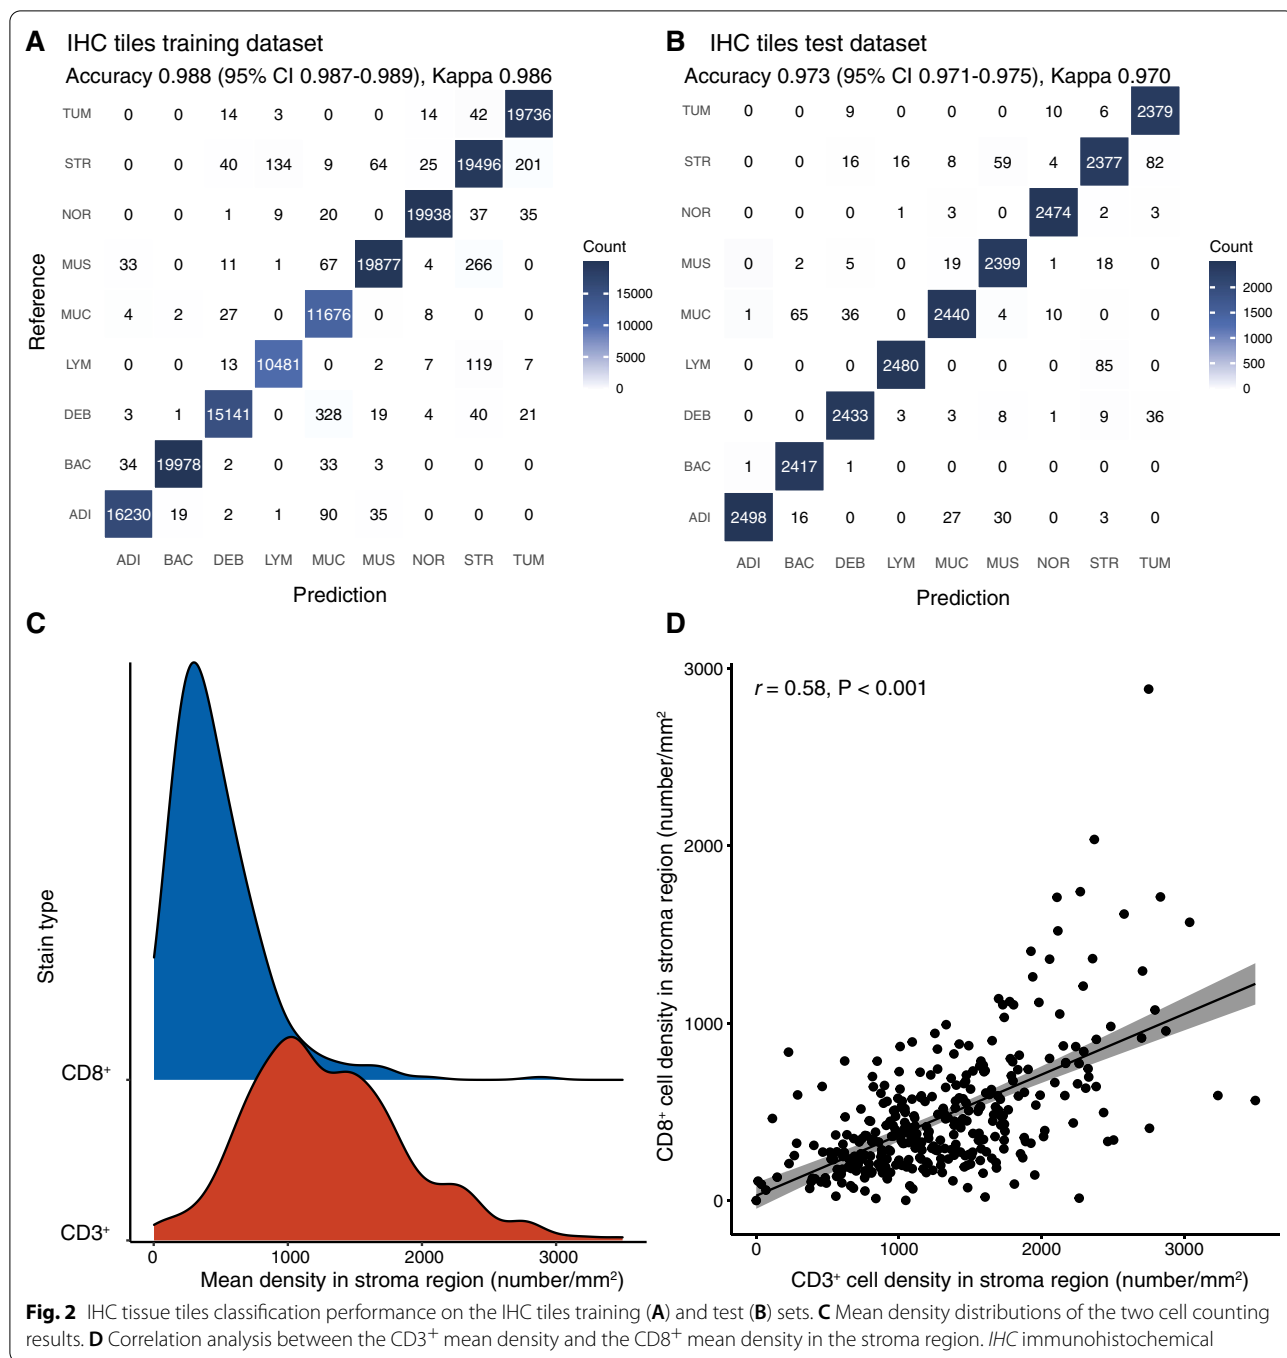 A IHC tiles training dataset
Accuracy 0.988 (95% CI 0.987-0.989), Kappa 0.986
Reference
TUM 0 0 14 3 0 0 14 42 19736
STR 0 0 40 134 9 64 25 19496 201
NOR 0 0 1 9 20 0 19938 37 35
MUS 33 0 11 1 67 19877 4 266 0
MUC 4 2 27 0 11676 0 8 0 0
LYM 0 0 13 10481 0 2 7 119 7
DEB 3 1 15141 0 328 19 4 40 21
BAC 34 19978 2 0 33 3 0 0 0
ADI 16230 19 2 1 90 35 0 0 0
ADI BAC DEB LYM MUC MUS NOR STR TUM
Prediction
Count
15000
10000
5000
0
B IHC tiles test dataset
Accuracy 0.973 (95% CI 0.971-0.975), Kappa 0.970
TUM 0 0 9 0 0 0 10 6 2379
STR 0 0 16 16 8 59 4 2377 82
NOR 0 0 0 1 3 0 2474 2 3
MUS 0 2 5 0 19 2399 1 18 0
MUC 1 65 36 0 2440 4 10 0 0
LYM 0 0 0 2480 0 0 0 85 0
DEB 0 0 2433 3 3 8 1 9 36
BAC 1 2417 1 0 0 0 0 0 0
ADI 2498 16 0 0 27 30 0 3 0
ADI BAC DEB LYM MUC MUS NOR STR TUM
Prediction
Count
2000
1500
1000
500
0
C
Stain type
CD8⁺
CD3⁺
0 1000 2000 3000
Mean density in stroma region (number/mm²)
D
r = 0.58, P < 0.001
CD8⁺ cell density in stroma region (number/mm²)
3000
2000
1000
0
0 1000 2000 3000
CD3⁺ cell density in stroma region (number/mm²)
Fig. 2 IHC tissue tiles classification performance on the IHC tiles training (A) and test (B) sets. C Mean density distributions of the two cell counting
results. D Correlation analysis between the CD3⁺ mean density and the CD8⁺ mean density in the stroma region. IHC immunohistochemical